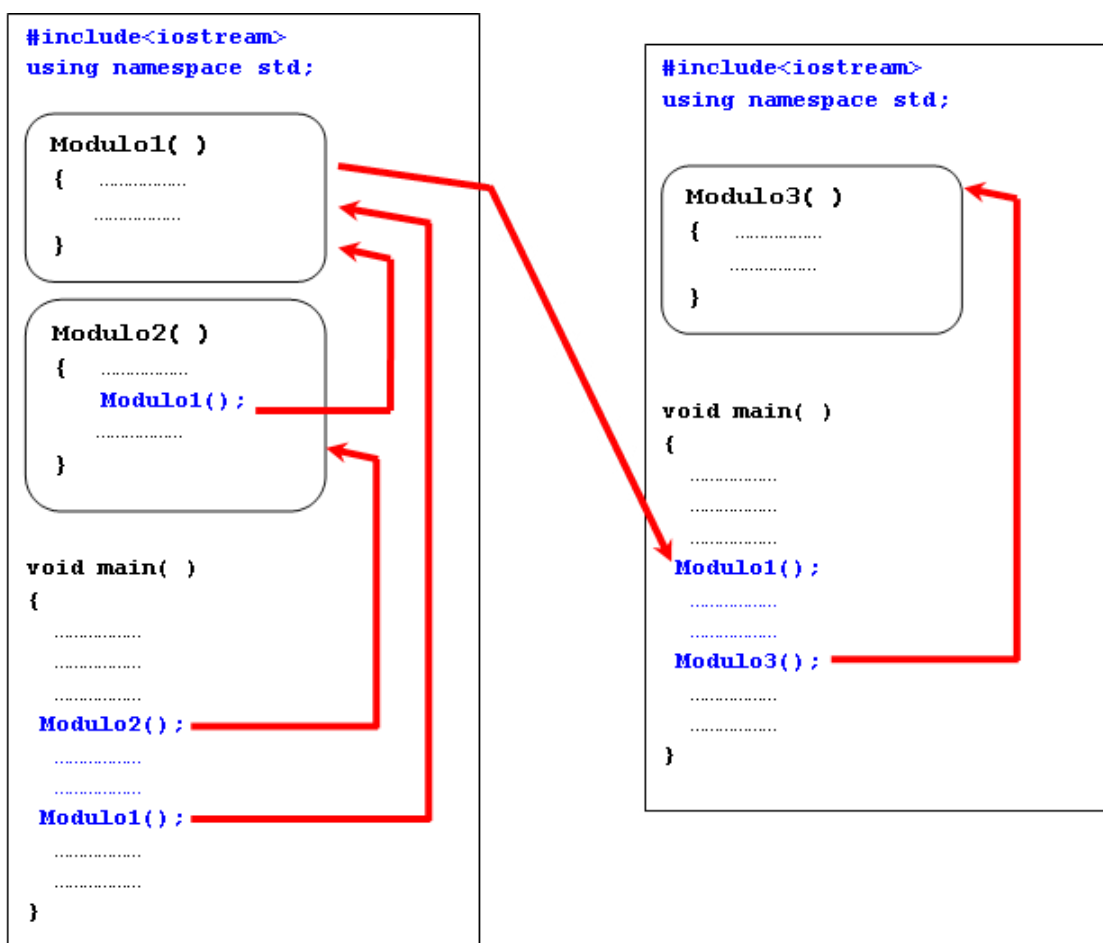 #include<iostream>
using namespace std;
Modulo1( )
{ ..................
..................
}
Modulo2( )
{ ..................
Modulo1();
..................
}
void main( )
{
..................
..................
..................
Modulo2();
..................
..................
Modulo1();
..................
..................
}
#include<iostream>
using namespace std;
Modulo3( )
{ ..................
..................
}
void main( )
{
..................
..................
..................
Modulo1();
..................
..................
Modulo3();
..................
..................
}